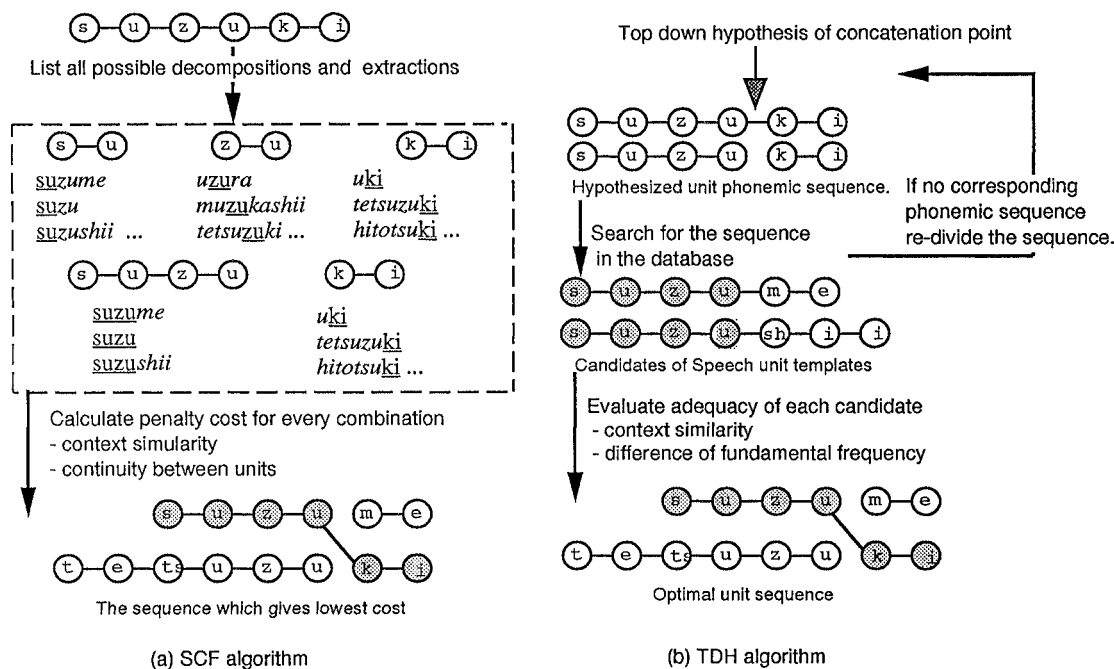 s u z u k i
List all possible decompositions and extractions
s u z u k i
suzume uzura uki
suzu muzukashii tetsuzuki
suzushii ... tetsuzuki ... hitotsuki ...
s u z u k i
suzume uki
suzu tetsuzuki
suzushii hitotsuki ...
Calculate penalty cost for every combination
- context simularity
- continuity between units
s u z u m e
t e ts u z u k i
The sequence which gives lowest cost
(a) SCF algorithm
Top down hypothesis of concatenation point
s u z u k i
s u z u k i
Hypothesized unit phonemic sequence.
If no corresponding
phonemic sequence
re-divide the sequence.
Search for the sequence
in the database
s u z u m e
s u z u sh i i
Candidates of Speech unit templates
Evaluate adequacy of each candidate
- context similarity
- difference of fundamental frequency
s u z u m e
t e ts u z u k i
Optimal unit sequence
(b) TDH algorithm